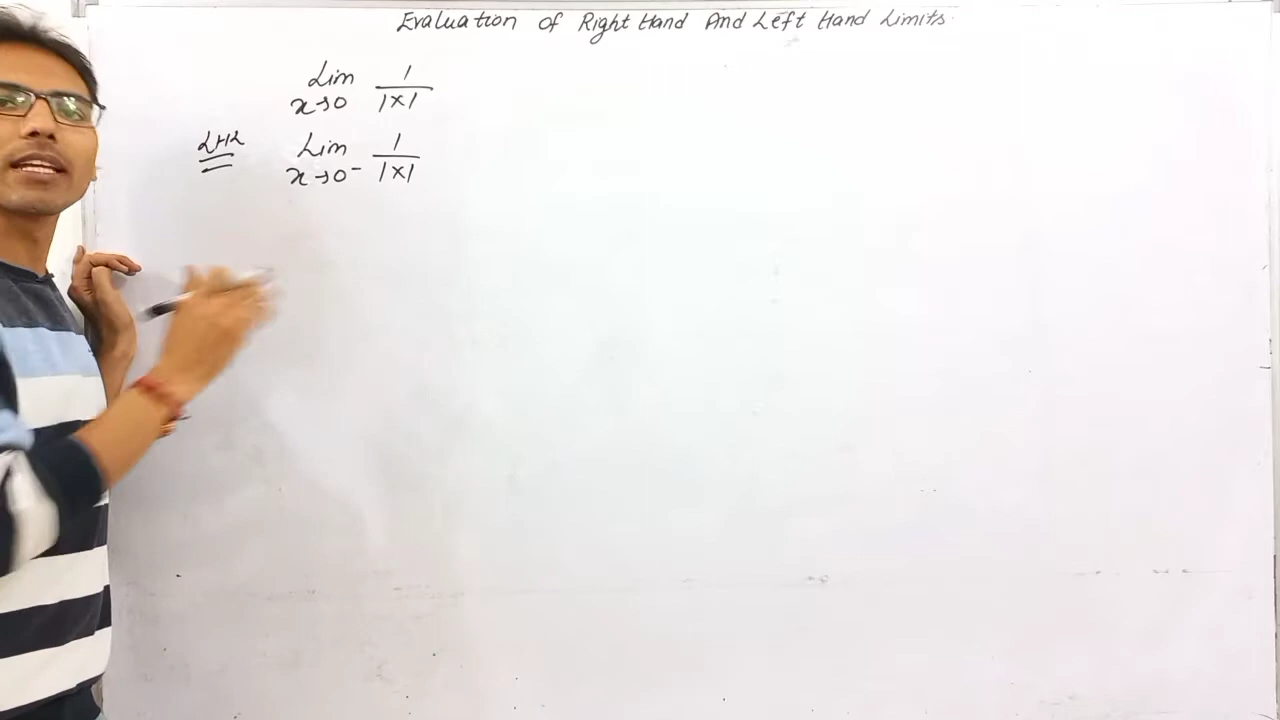 Evaluation of Right Hand And Left Hand Limits.
Lim x→0 1/|x|
LHL Lim x→0⁻ 1/|x|